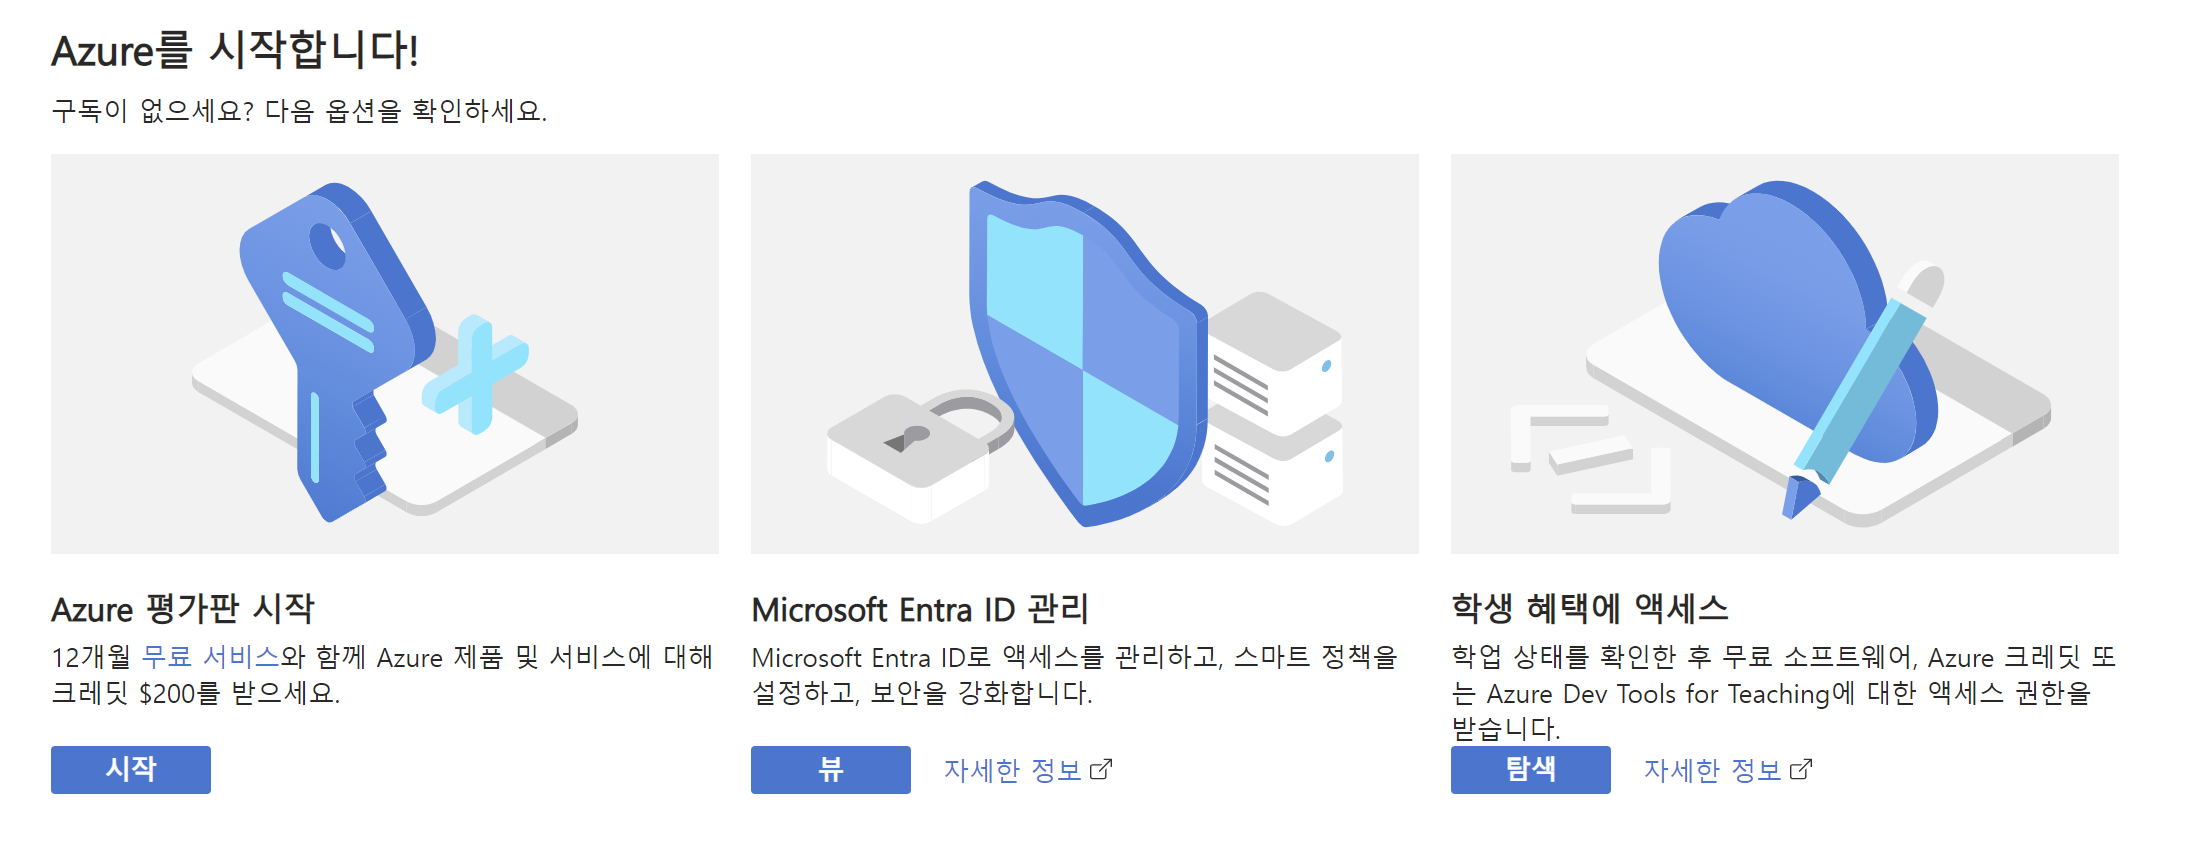 Azure를 시작합니다!
구독이 없으세요? 다음 옵션을 확인하세요.
Azure 평가판 시작
12개월 무료 서비스와 함께 Azure 제품 및 서비스에 대해
크레딧 $200를 받으세요.
시작
Microsoft Entra ID 관리
Microsoft Entra ID로 액세스를 관리하고, 스마트 정책을
설정하고, 보안을 강화합니다.
뷰
자세한 정보
학생 혜택에 액세스
학업 상태를 확인한 후 무료 소프트웨어, Azure 크레딧 또
는 Azure Dev Tools for Teaching에 대한 액세스 권한을
받습니다.
탐색
자세한 정보